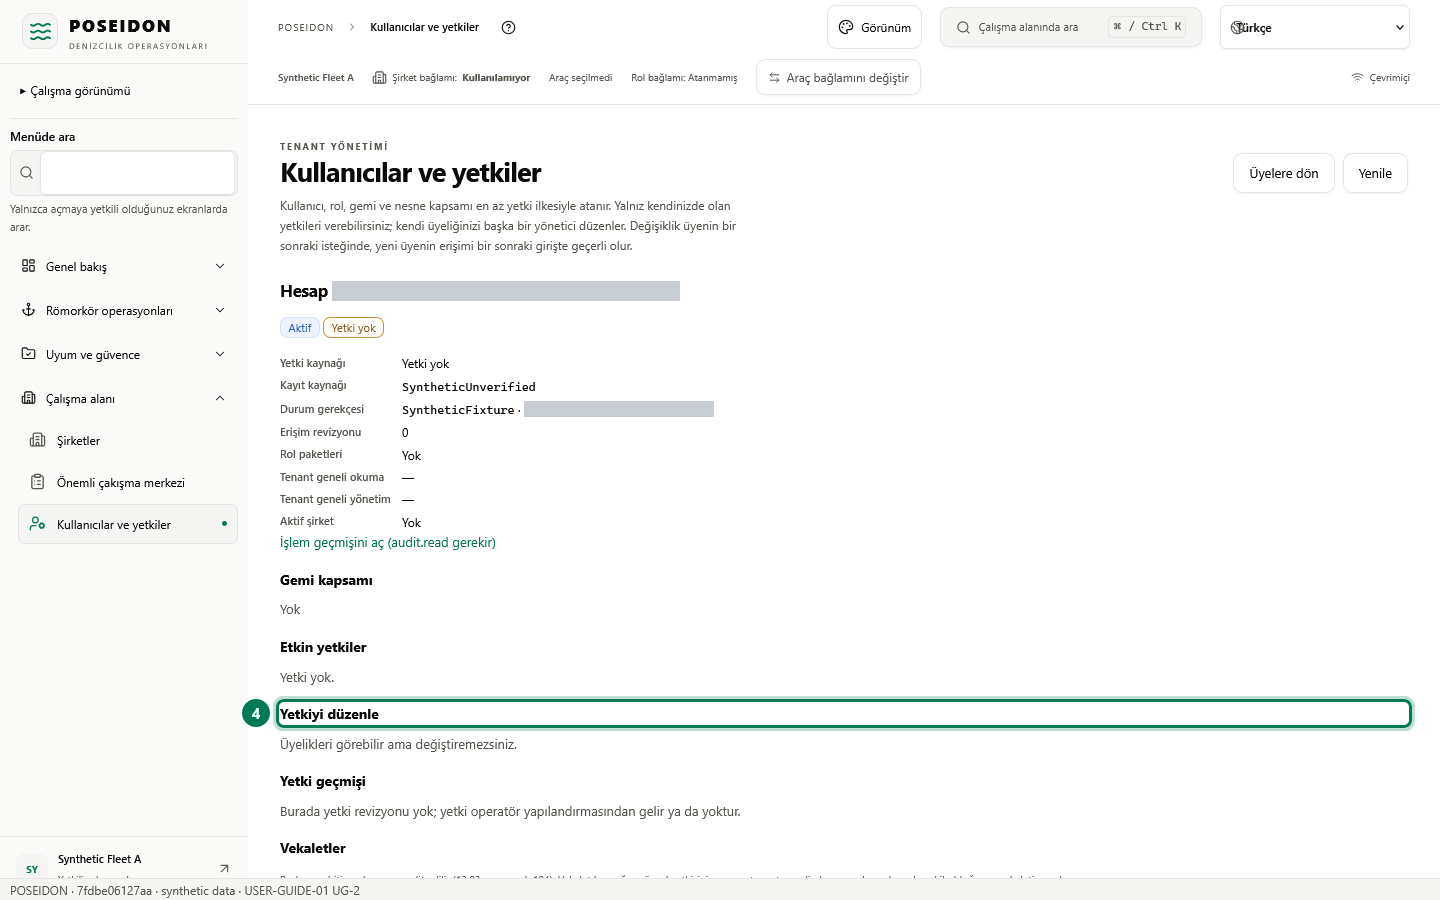 POSEIDON
DENİZCİLİK OPERASYONLARI
▸ Çalışma görünümü
Menüde ara
Yalnızca açmaya yetkili olduğunuz ekranlarda
arar.
Genel bakış
Römorkör operasyonları
Uyum ve güvence
Çalışma alanı
Şirketler
Önemli çakışma merkezi
Kullanıcılar ve yetkiler
SY
Synthetic Fleet A
POSEIDON
Kullanıcılar ve yetkiler
Görünüm
Çalışma alanında ara
⌘ / Ctrl K
Türkçe
Synthetic Fleet A
Şirket bağlamı: Kullanılamıyor
Araç seçilmedi
Rol bağlamı: Atanmamış
Araç bağlamını değiştir
Çevrimiçi
TENANT YÖNETİMİ
Kullanıcılar ve yetkiler
Üyelere dön
Yenile
Kullanıcı, rol, gemi ve nesne kapsamı en az yetki ilkesiyle atanır. Yalnız kendinizde olan
yetkileri verebilirsiniz; kendi üyeliğinizi başka bir yönetici düzenler. Değişiklik üyenin bir
sonraki isteğinde, yeni üyenin erişimi bir sonraki girişte geçerli olur.
Hesap
Aktif
Yetki yok
Yetki kaynağı Yetki yok
Kayıt kaynağı SyntheticUnverified
Durum gerekçesi SyntheticFixture ·
Erişim revizyonu 0
Rol paketleri Yok
Tenant geneli okuma —
Tenant geneli yönetim —
Aktif şirket Yok
İşlem geçmişini aç (audit.read gerekir)
Gemi kapsamı
Yok
Etkin yetkiler
Yetki yok.
4
Yetkiyi düzenle
Üyelikleri görebilir ama değiştiremezsiniz.
Yetki geçmişi
Burada yetki revizyonu yok; yetki operatör yapılandırmasından gelir ya da yoktur.
Vekaletler
POSEIDON · 7fdbe06127aa · synthetic data · USER-GUIDE-01 UG-2